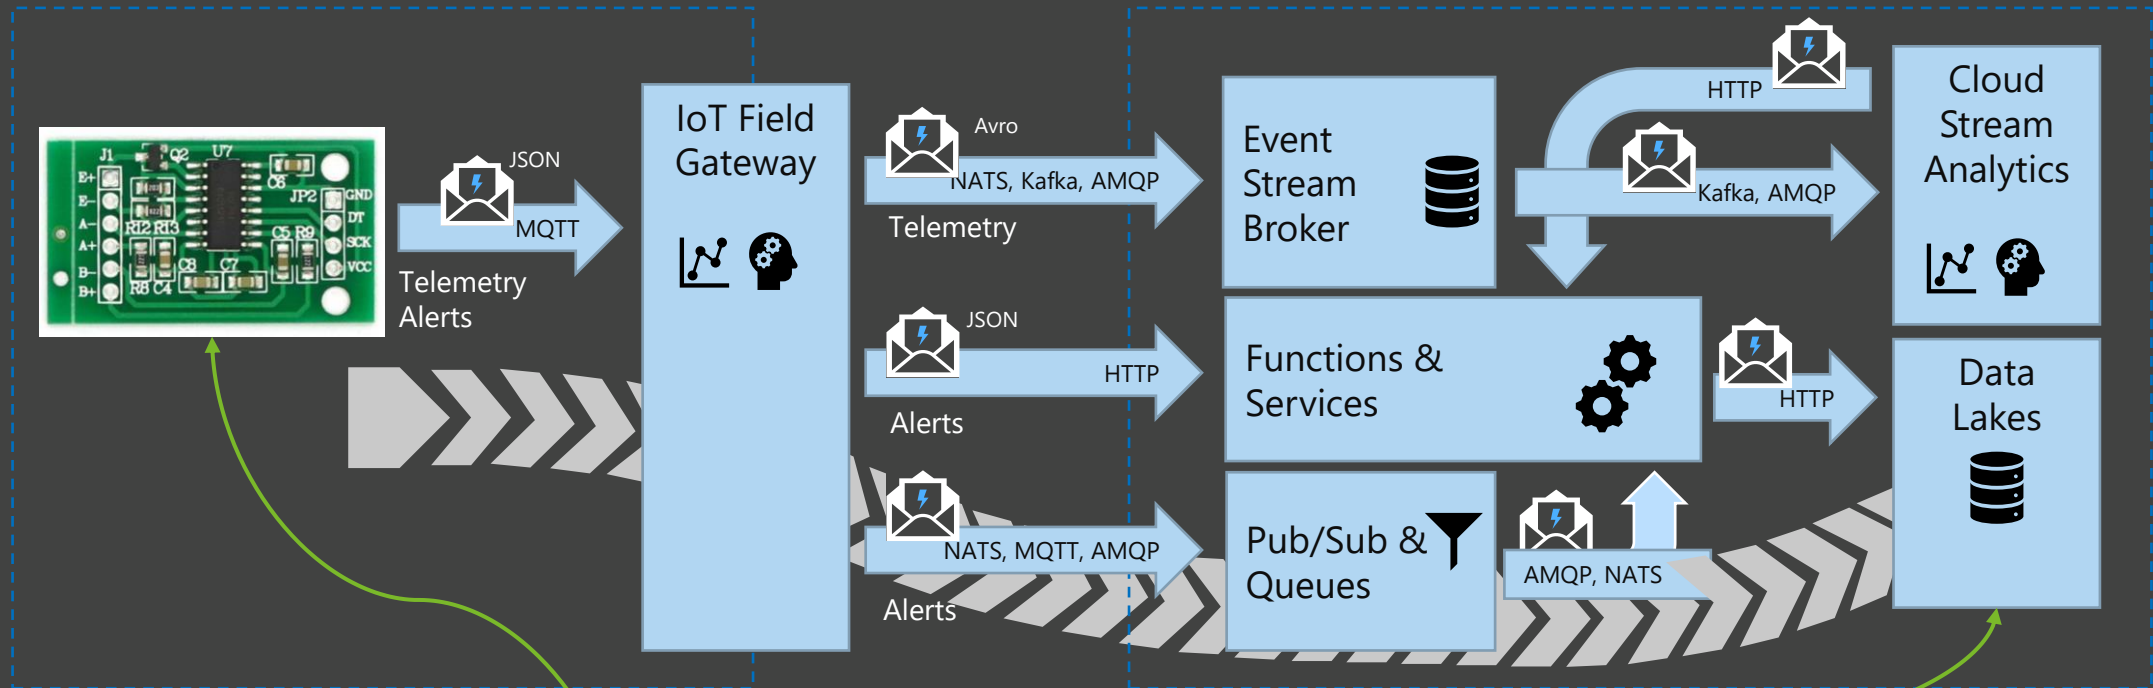 J1
Q2
U7
C6
E+
E-
A-
A+
B-
B+
JP2
GND
DT
SCK
VCC
R12 R13
C5 R9
C8
C7
R8 C4
JSON
MQTT
Telemetry
Alerts
IoT Field
Gateway
Avro
NATS, Kafka, AMQP
Telemetry
JSON
HTTP
Alerts
NATS, MQTT, AMQP
Alerts
Event
Stream
Broker
HTTP
Kafka, AMQP
Cloud
Stream
Analytics
Functions &
Services
HTTP
Data
Lakes
Pub/Sub &
Queues
AMQP, NATS